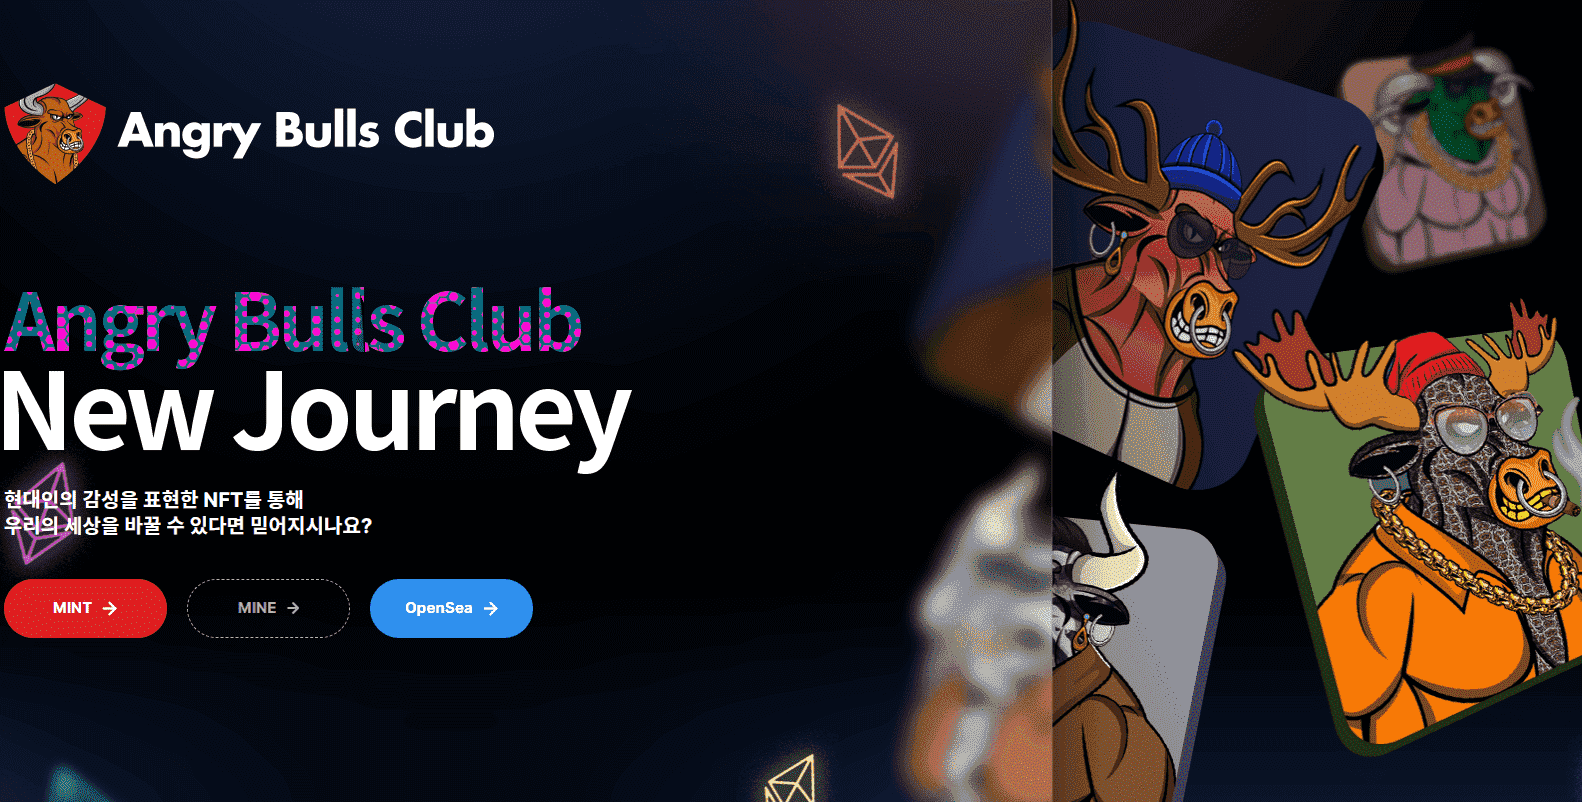 Angry Bulls Club
Angry Bulls Club
New Journey
현대인의 감성을 표현한 NFT를 통해
우리의 세상을 바꿀 수 있다면 믿어지시나요?
MINT →
MINE →
OpenSea →